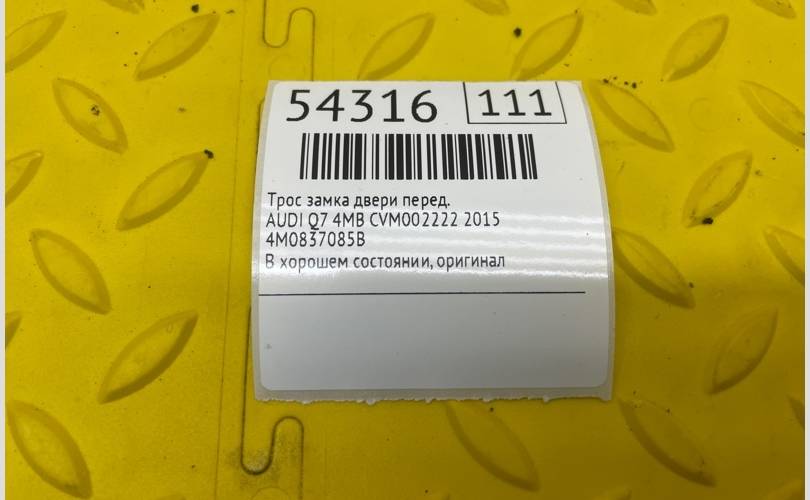 54316 111
Трос замка двери перед.
AUDI Q7 4MB CVM002222 2015
4M0837085B
В хорошем состоянии, оригинал